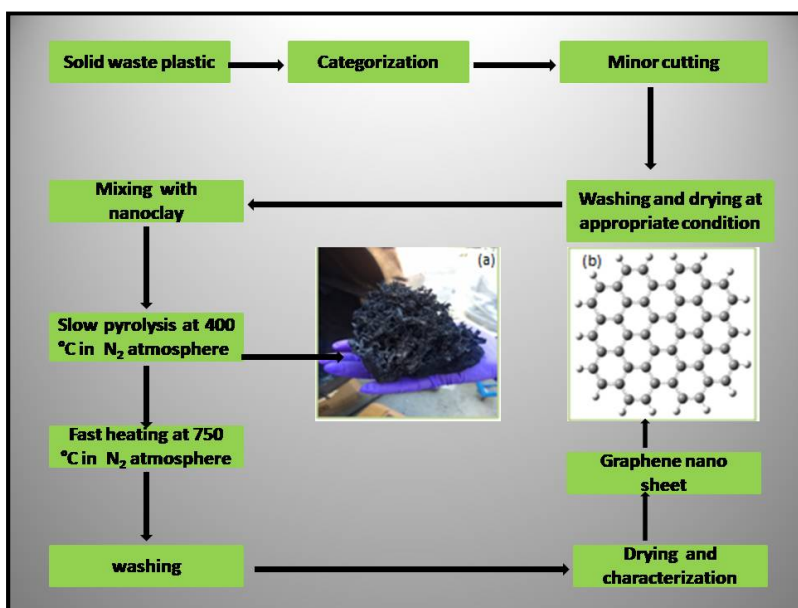 Solid waste plastic
Categorization
Minor cutting
Washing and drying at
appropriate condition
Mixing with
nanoclay
Slow pyrolysis at 400
°C in N₂ atmosphere
(a)
(b)
Fast heating at 750
°C in N₂ atmosphere
washing
Drying and
characterization
Graphene nano
sheet